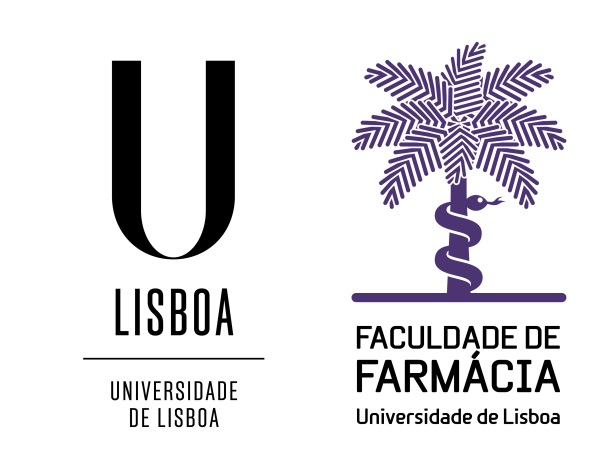 U
LISBOA
UNIVERSIDADE
DE LISBOA
FACULDADE DE
FARMÁCIA
Universidade de Lisboa